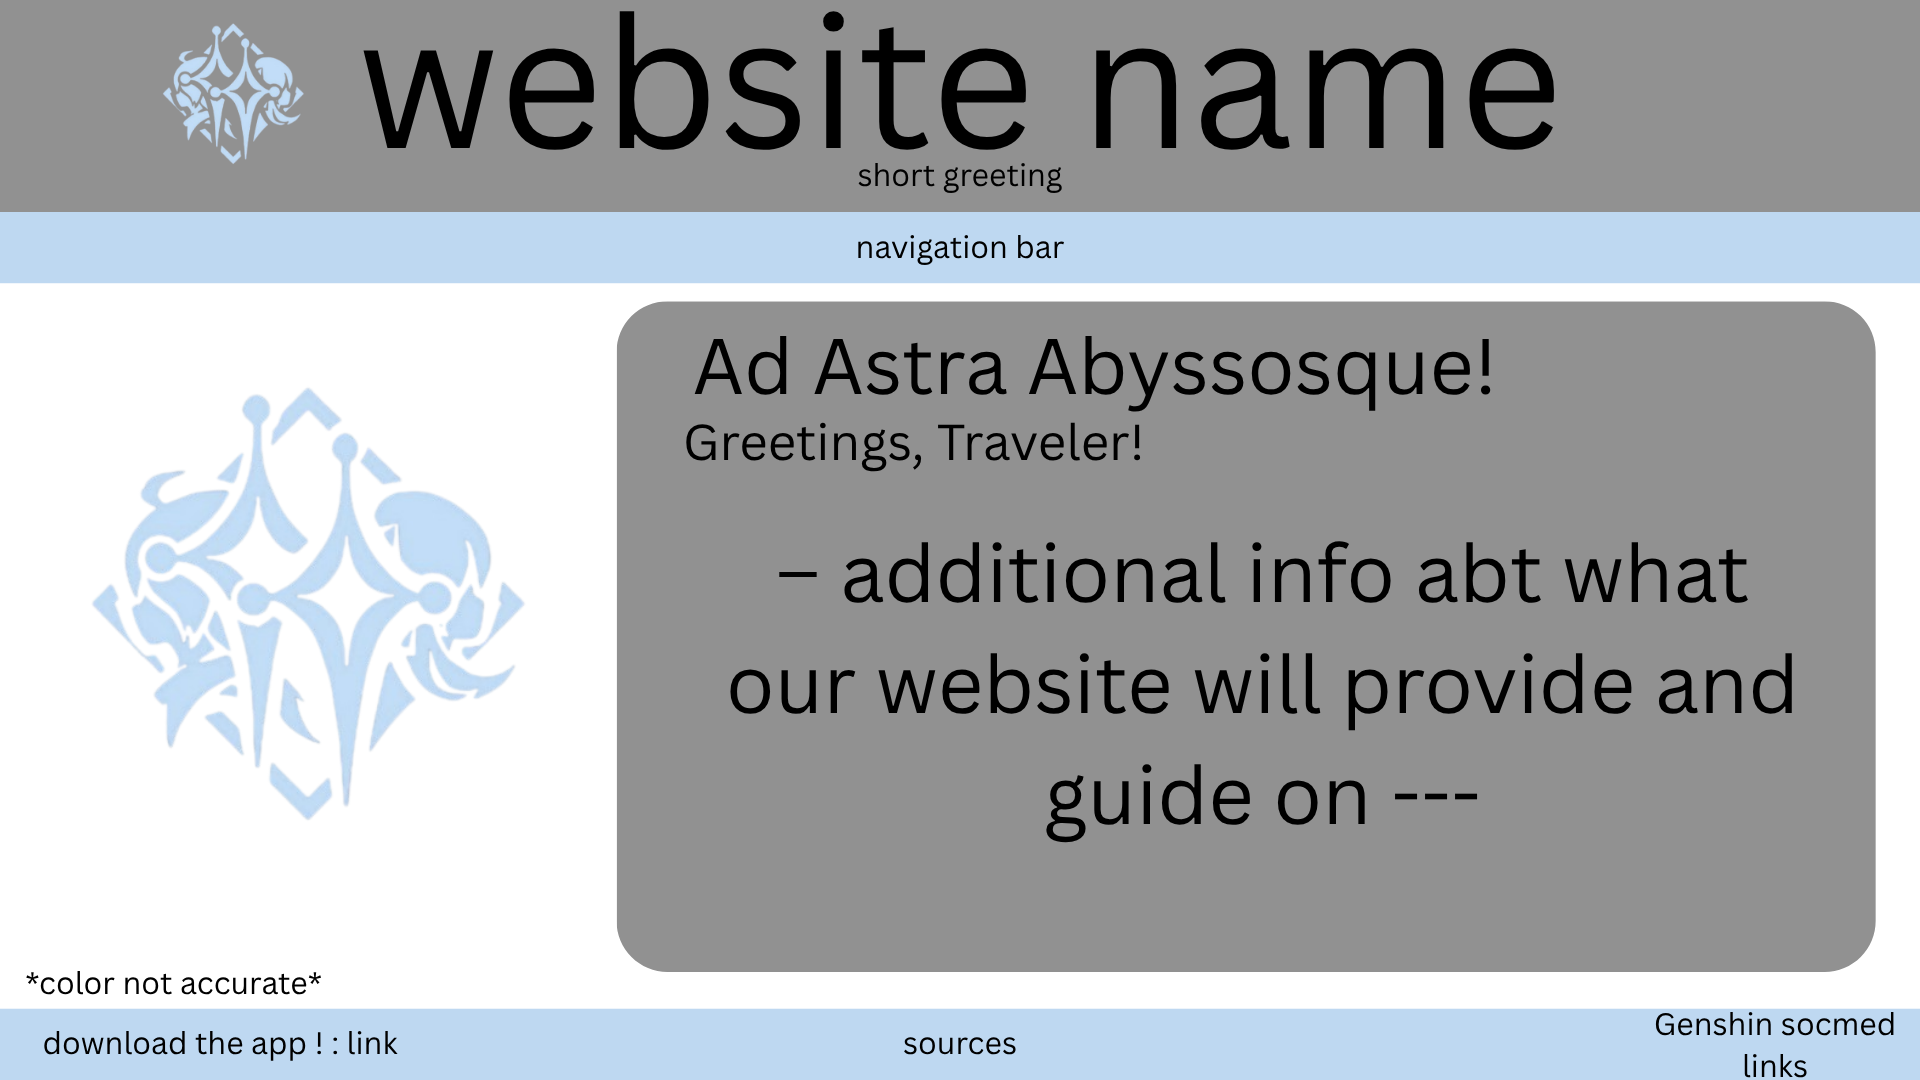 website name
short greeting
navigation bar
Ad Astra Abyssosque!
Greetings, Traveler!
– additional info abt what
our website will provide and
guide on ---
*color not accurate*
download the app ! : link
sources
Genshin socmed
links